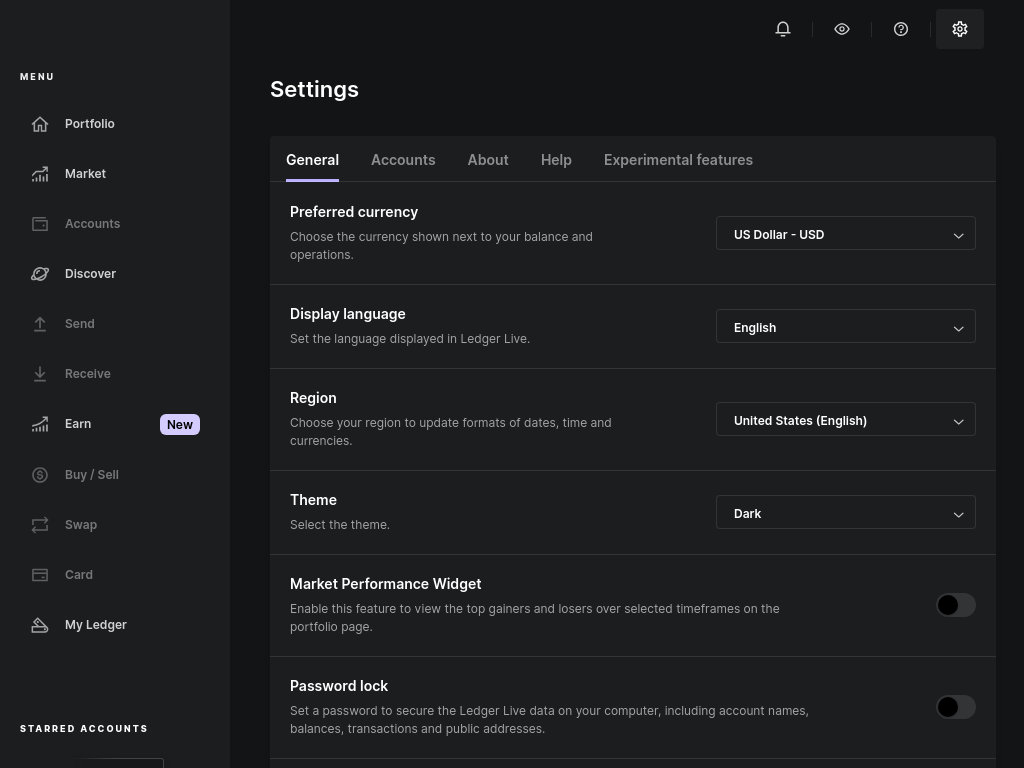 MENU
Portfolio
Market
Accounts
Discover
Send
Receive
Earn
New
Buy / Sell
Swap
Card
My Ledger
STARRED ACCOUNTS
Settings
General
Accounts
About
Help
Experimental features
Preferred currency
Choose the currency shown next to your balance and
operations.
US Dollar - USD
Display language
Set the language displayed in Ledger Live.
English
Region
Choose your region to update formats of dates, time and
currencies.
United States (English)
Theme
Select the theme.
Dark
Market Performance Widget
Enable this feature to view the top gainers and losers over selected timeframes on the
portfolio page.
Password lock
Set a password to secure the Ledger Live data on your computer, including account names,
balances, transactions and public addresses.